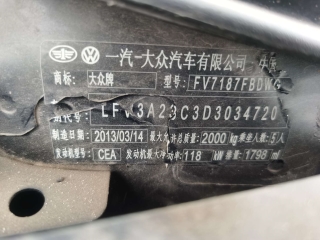 一汽-大众汽车有限公司
商标: 大众牌 型号: FV7187FBDWG
别代号: LFV3A23C3D3034720
制造日期: 2013/03/14 最大允许总质量: 2000 kg 乘坐人数: 5人
发动机型号: CEA 发动机最大净功率: 118 kW 排量: 1798 ml